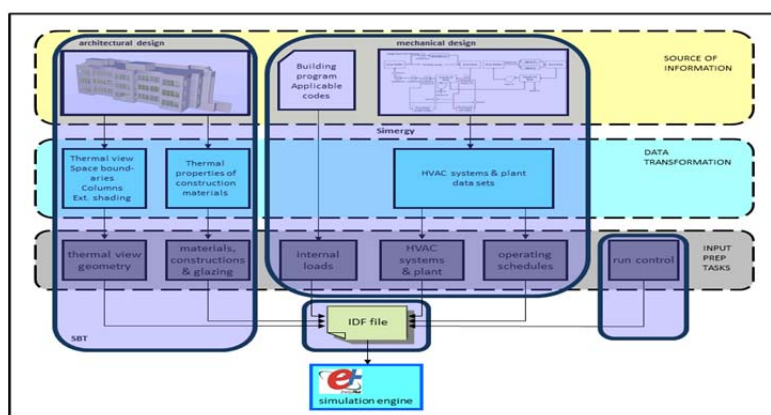 architectural design
mechanical design
Building program
Applicable codes
SOURCE OF
INFORMATION
Simergy
Thermal view
Space bound-
aries
Columns
Ext. shading
Thermal
properties of
construction
materials
HVAC systems & plant
data sets
DATA
TRANSFORMATION
thermal view
geometry
materials,
constructions
& glazing
internal
loads
HVAC
systems &
plant
operating
schedules
run control
INPUT
PREP
TASKS
SBT
IDF file
simulation engine